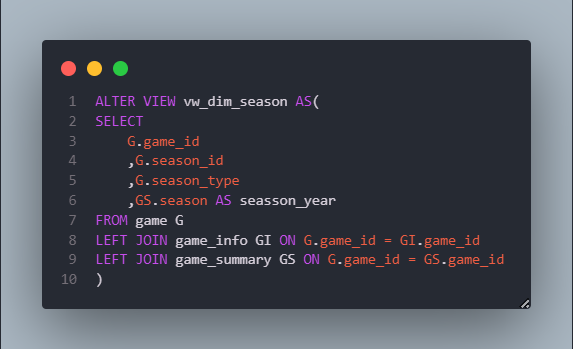 1 ALTER VIEW vw_dim_season AS(
2 SELECT
3 G.game_id
4 ,G.season_id
5 ,G.season_type
6 ,GS.season AS seasson_year
7 FROM game G
8 LEFT JOIN game_info GI ON G.game_id = GI.game_id
9 LEFT JOIN game_summary GS ON G.game_id = GS.game_id
10 )